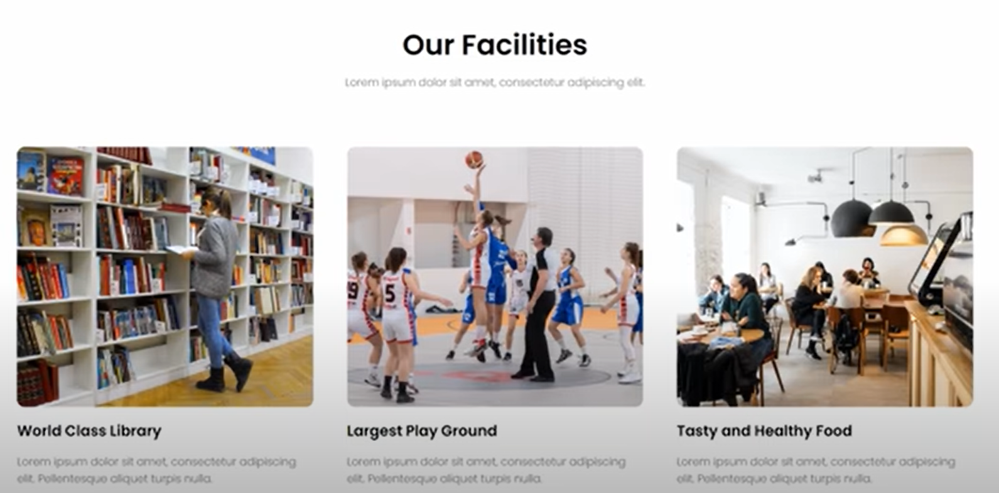 Our Facilities
Lorem ipsum dolor sit amet, consectetur adipiscing elit.
9
5
World Class Library
Largest Play Ground
Tasty and Healthy Food
Lorem ipsum dolor sit amet, consectetur adipiscing
elit. Pellentesque aliquet turpis nulla.
Lorem ipsum dolor sit amet, consectetur adipiscing
elit. Pellentesque aliquet turpis nulla.
Lorem ipsum dolor sit amet, consectetur adipiscing
elit. Pellentesque aliquet turpis nulla.